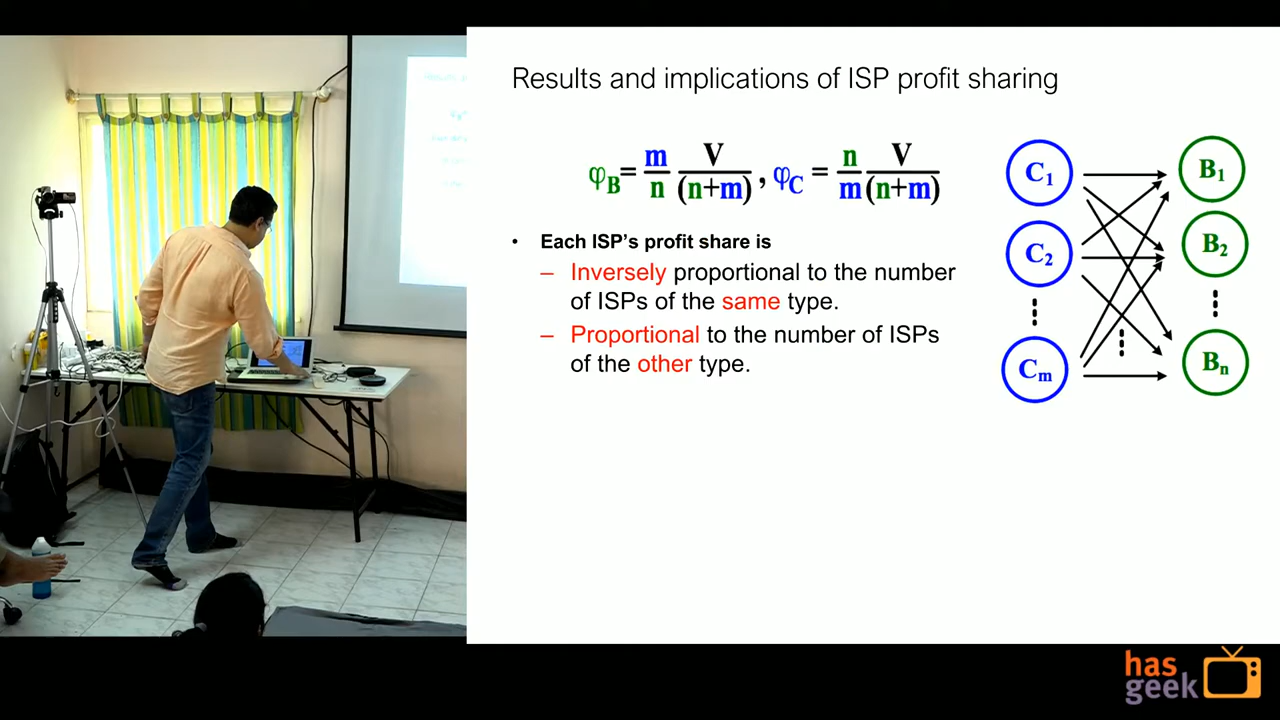 Results and implications of ISP profit sharing
φB= m/n V/(n+m) , φC = n/m V/(n+m)
• Each ISP's profit share is
– Inversely proportional to the number
of ISPs of the same type.
– Proportional to the number of ISPs
of the other type.
C1
B1
C2
B2
Cm
Bn
has
geek